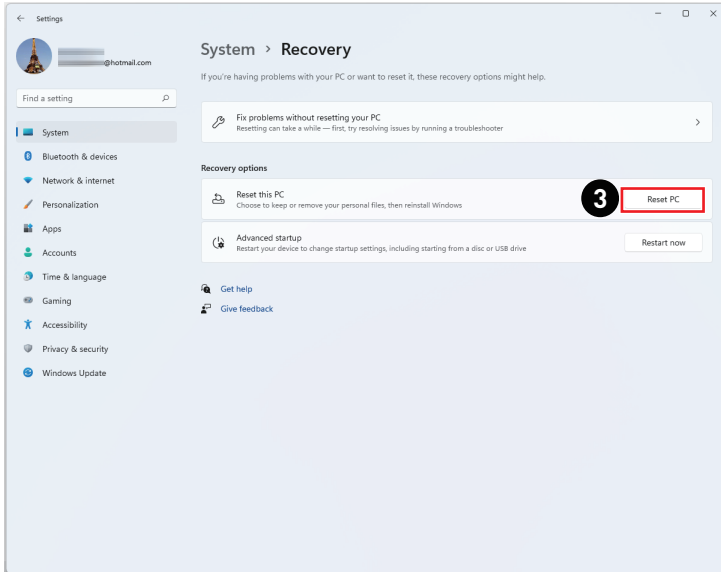 Settings
@hotmail.com
Find a setting
System
Bluetooth & devices
Network & internet
Personalization
Apps
Accounts
Time & language
Gaming
Accessibility
Privacy & security
Windows Update
System > Recovery
If you're having problems with your PC or want to reset it, these recovery options might help.
Fix problems without resetting your PC
Resetting can take a while — first, try resolving issues by running a troubleshooter
Recovery options
Reset this PC
Choose to keep or remove your personal files, then reinstall Windows
3
Reset PC
Advanced startup
Restart your device to change startup settings, including starting from a disc or USB drive
Restart now
Get help
Give feedback